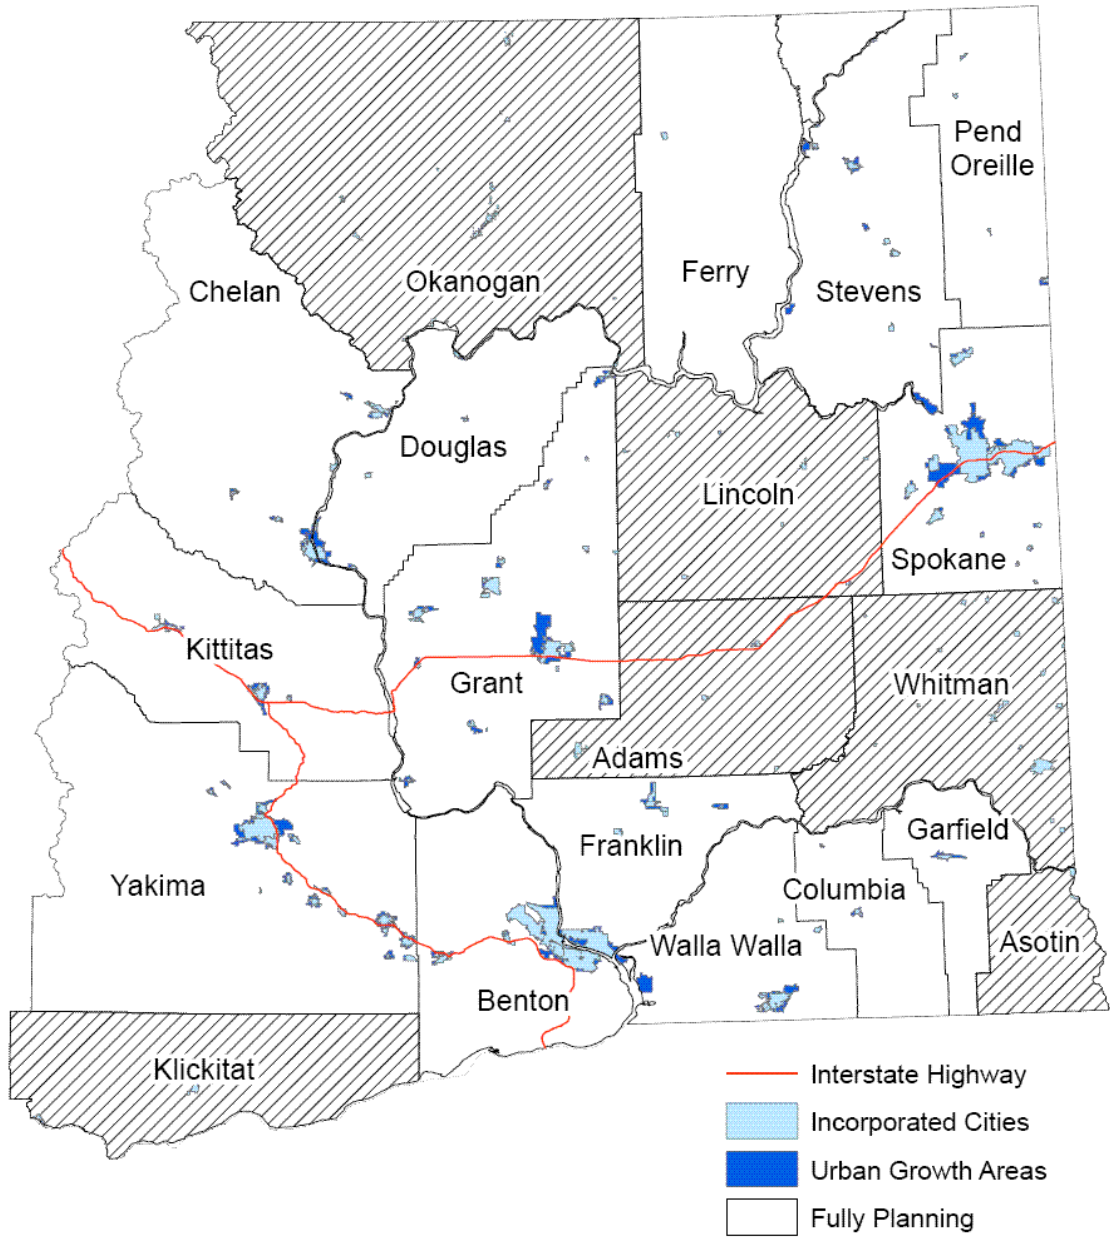 Pend
Oreille
Ferry
Okanogan
Chelan
Stevens
Douglas
Lincoln
Spokane
Kittitas
Grant
Whitman
Adams
Garfield
Franklin
Yakima
Columbia
Walla Walla
Asotin
Benton
Klickitat
Interstate Highway
Incorporated Cities
Urban Growth Areas
Fully Planning